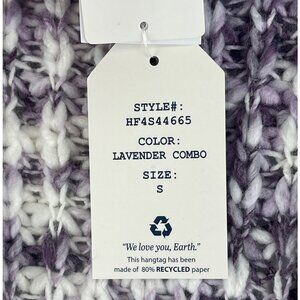 STYLE#:
HF4S44665
COLOR:
LAVENDER COMBO
SIZE:
S
"We love you, Earth."
This hangtag has been
made of 80% RECYCLED paper